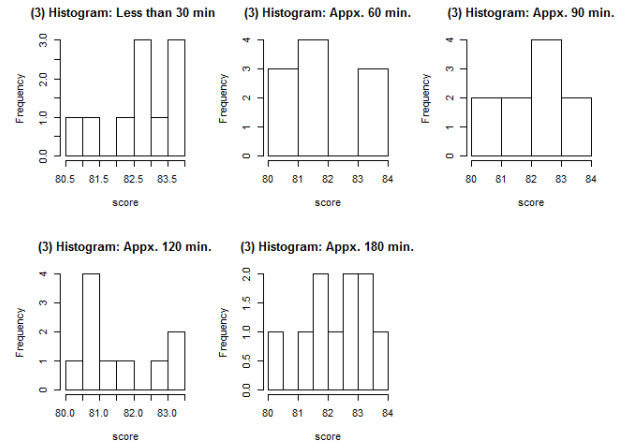 (3) Histogram: Less than 30 min
Frequency
0.0 1.0 2.0 3.0
80.5 81.5 82.5 83.5
score
(3) Histogram: Appx. 60 min.
Frequency
0 1 2 3 4
80 81 82 83 84
score
(3) Histogram: Appx. 90 min.
Frequency
0 1 2 3 4
80 81 82 83 84
score
(3) Histogram: Appx. 120 min.
Frequency
0 1 2 3 4
80.0 81.0 82.0 83.0
score
(3) Histogram: Appx. 180 min.
Frequency
0.0 0.5 1.0 1.5 2.0
80 81 82 83 84
score